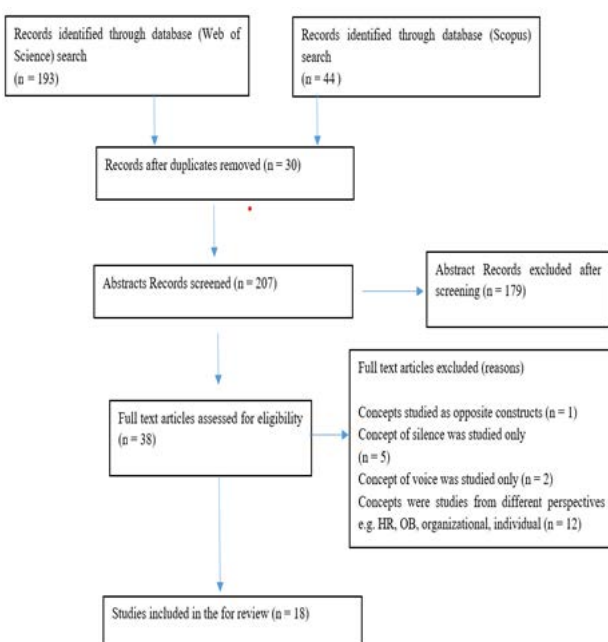 Records identified through database (Web of
Science) search
(n = 193)
Records identified through database (Scopus)
search
(n = 44)
Records after duplicates removed (n = 30)
Abstracts Records screened (n = 207)
Abstract Records excluded after
screening (n = 179)
Full text articles assessed for eligibility
(n = 38)
Full text articles excluded (reasons)
Concepts studied as opposite constructs (n = 1)
Concept of silence was studied only
(n = 5)
Concept of voice was studied only (n = 2)
Concepts were studies from different perspectives
e.g. HR, OB, organizational, individual (n = 12)
Studies included in the for review (n = 18)